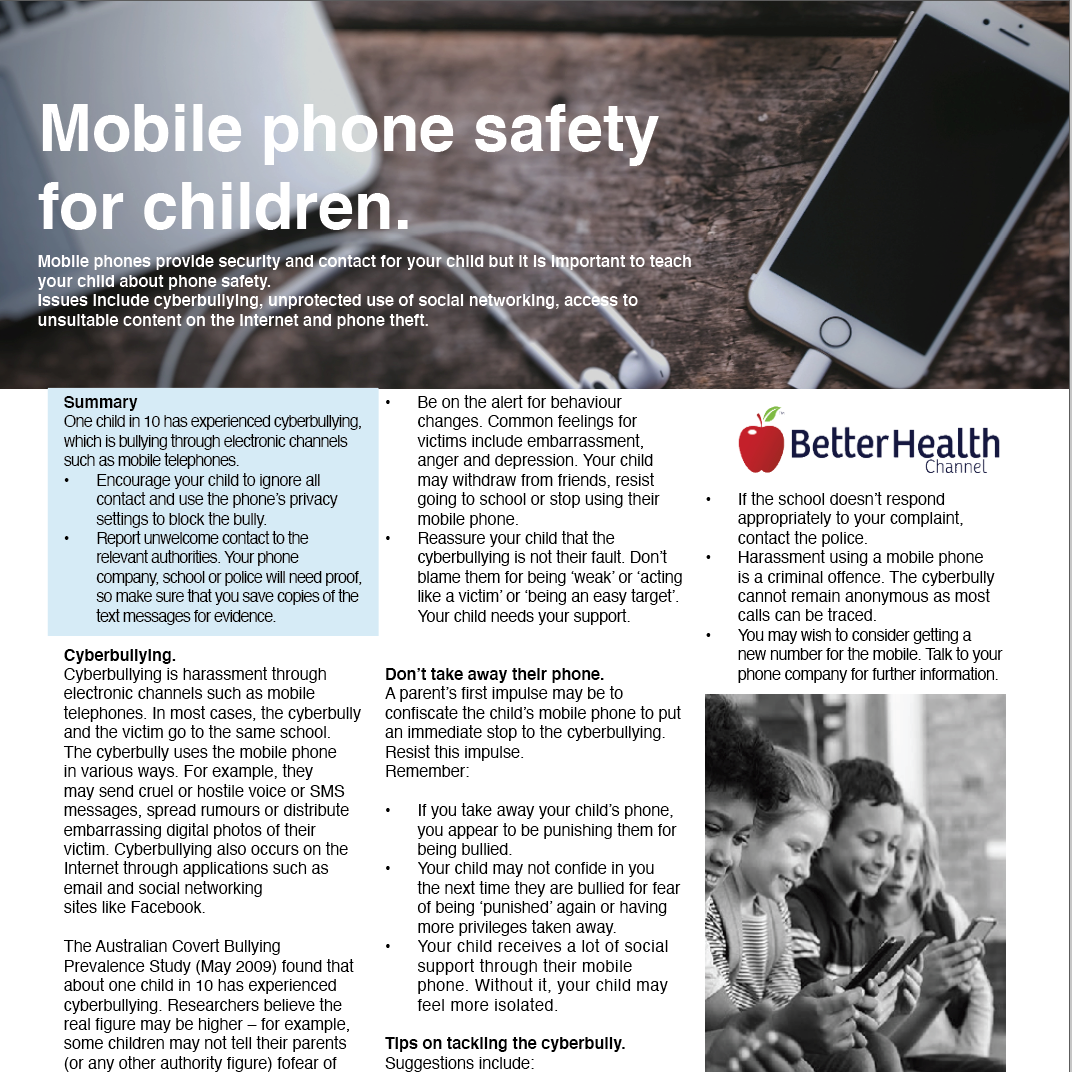 Mobile phone safety
for children.
Mobile phones provide security and contact for your child but it is important to teach
your child about phone safety.
Issues include cyberbullying, unprotected use of social networking, access to
unsuitable content on the Internet and phone theft.
Summary
One child in 10 has experienced cyberbullying,
which is bullying through electronic channels
such as mobile telephones.
• Encourage your child to ignore all
contact and use the phone's privacy
settings to block the bully.
• Report unwelcome contact to the
relevant authorities. Your phone
company, school or police will need proof,
so make sure that you save copies of the
text messages for evidence.
Cyberbullying.
Cyberbullying is harassment through
electronic channels such as mobile
telephones. In most cases, the cyberbully
and the victim go to the same school.
The cyberbully uses the mobile phone
in various ways. For example, they
may send cruel or hostile voice or SMS
messages, spread rumours or distribute
embarrassing digital photos of their
victim. Cyberbullying also occurs on the
Internet through applications such as
email and social networking
sites like Facebook.
The Australian Covert Bullying
Prevalence Study (May 2009) found that
about one child in 10 has experienced
cyberbullying. Researchers believe the
real figure may be higher – for example,
some children may not tell their parents
(or any other authority figure) fofear of
• Be on the alert for behaviour
changes. Common feelings for
victims include embarrassment,
anger and depression. Your child
may withdraw from friends, resist
going to school or stop using their
mobile phone.
• Reassure your child that the
cyberbullying is not their fault. Don't
blame them for being 'weak' or 'acting
like a victim' or 'being an easy target'.
Your child needs your support.
Don't take away their phone.
A parent's first impulse may be to
confiscate the child's mobile phone to put
an immediate stop to the cyberbullying.
Resist this impulse.
Remember:
• If you take away your child's phone,
you appear to be punishing them for
being bullied.
• Your child may not confide in you
the next time they are bullied for fear
of being 'punished' again or having
more privileges taken away.
• Your child receives a lot of social
support through their mobile
phone. Without it, your child may
feel more isolated.
Tips on tackling the cyberbully.
Suggestions include:
BetterHealth
Channel
• If the school doesn't respond
appropriately to your complaint,
contact the police.
• Harassment using a mobile phone
is a criminal offence. The cyberbully
cannot remain anonymous as most
calls can be traced.
• You may wish to consider getting a
new number for the mobile. Talk to your
phone company for further information.